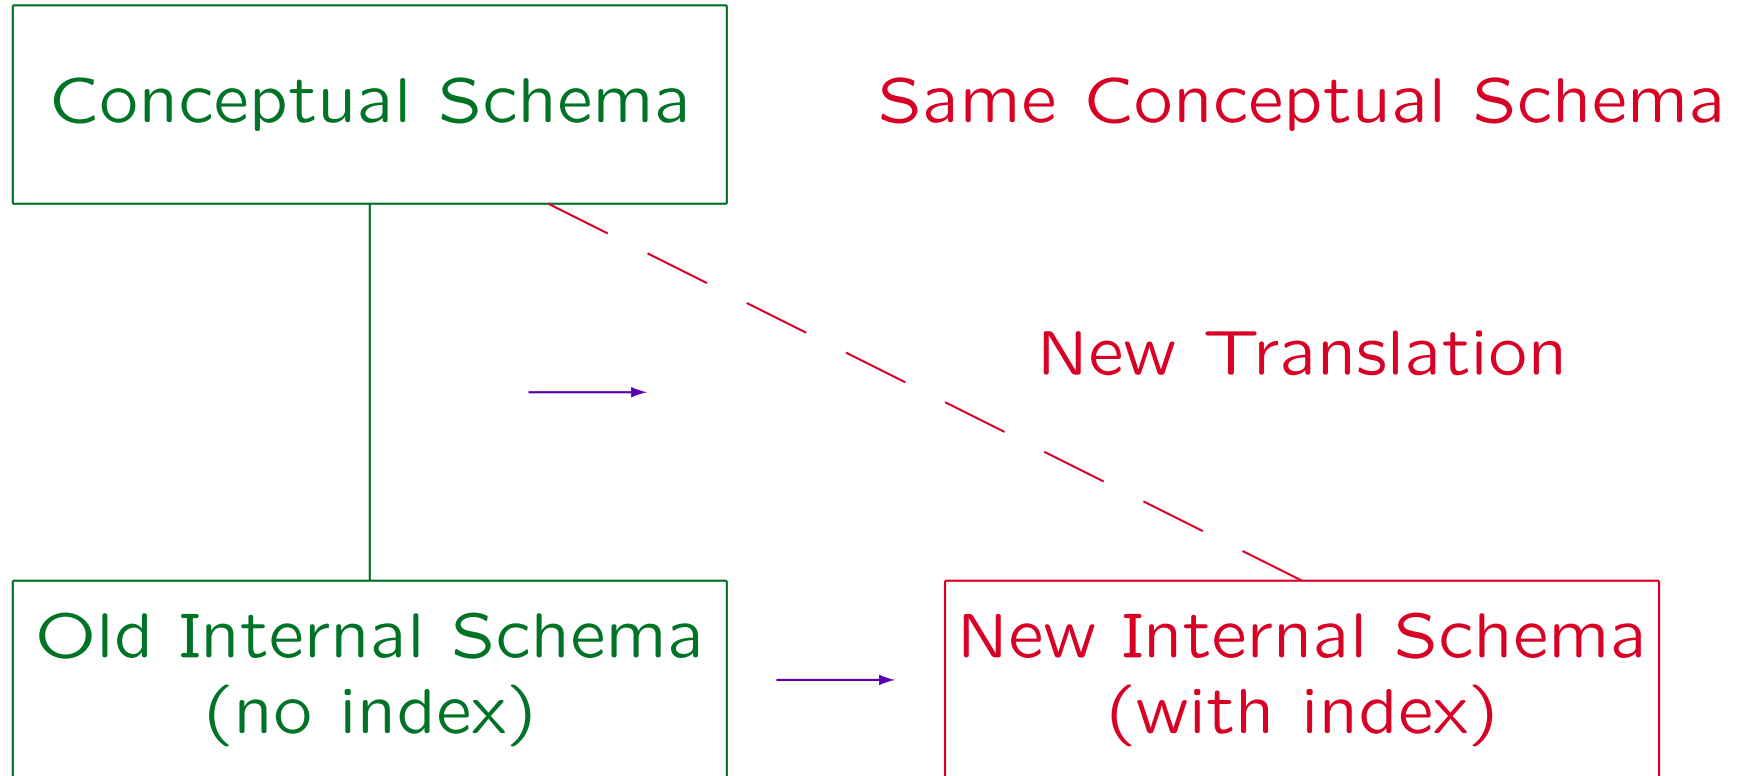 Conceptual Schema
Same Conceptual Schema
New Translation
Old Internal Schema
(no index)
New Internal Schema
(with index)